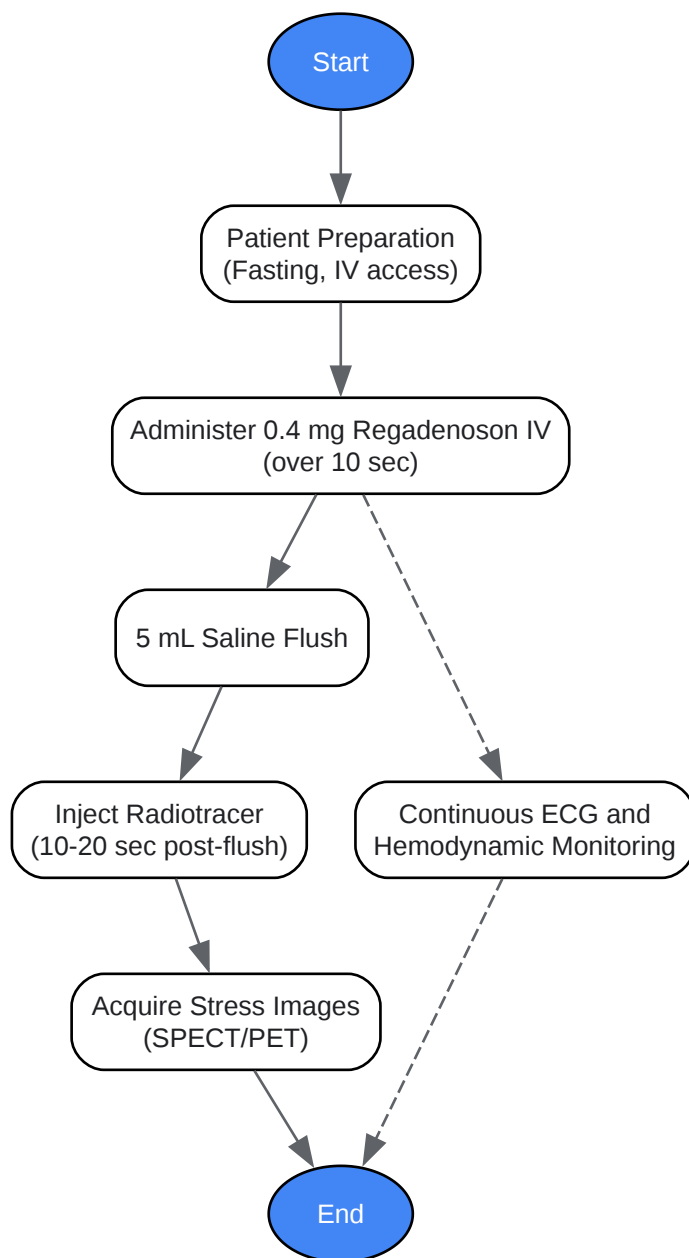 Start
Patient Preparation
(Fasting, IV access)
Administer 0.4 mg Regadenoson IV
(over 10 sec)
5 mL Saline Flush
Inject Radiotracer
(10-20 sec post-flush)
Continuous ECG and
Hemodynamic Monitoring
Acquire Stress Images
(SPECT/PET)
End